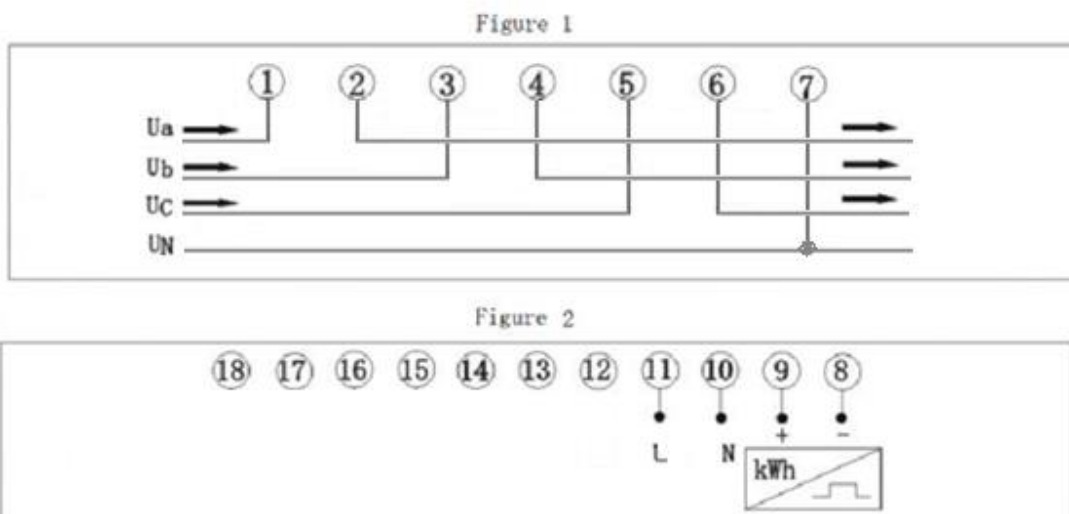 Figure 1
① ② ③ ④ ⑤ ⑥ ⑦
Ua
Ub
UC
UN
Figure 2
⑱ ⑰ ⑯ ⑮ ⑭ ⑬ ⑫ ⑪ ⑩ ⑨ ⑧
L N + -
kWh